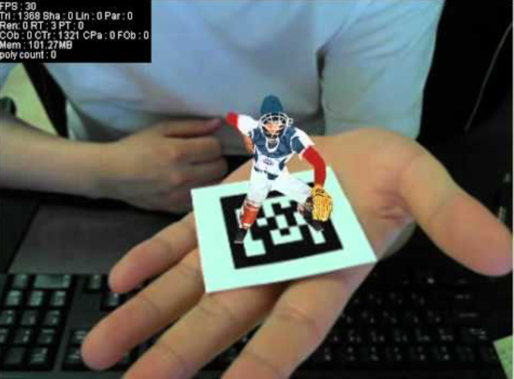 FPS : 30
Tri : 1368 Sha : 0 Lin : 0 Par : 0
Ren: 0 RT : 3 PT : 0
COb : 0 CTr : 1321 CPa : 0 FOb : 0
Mem : 101.27MB
poly count : 0